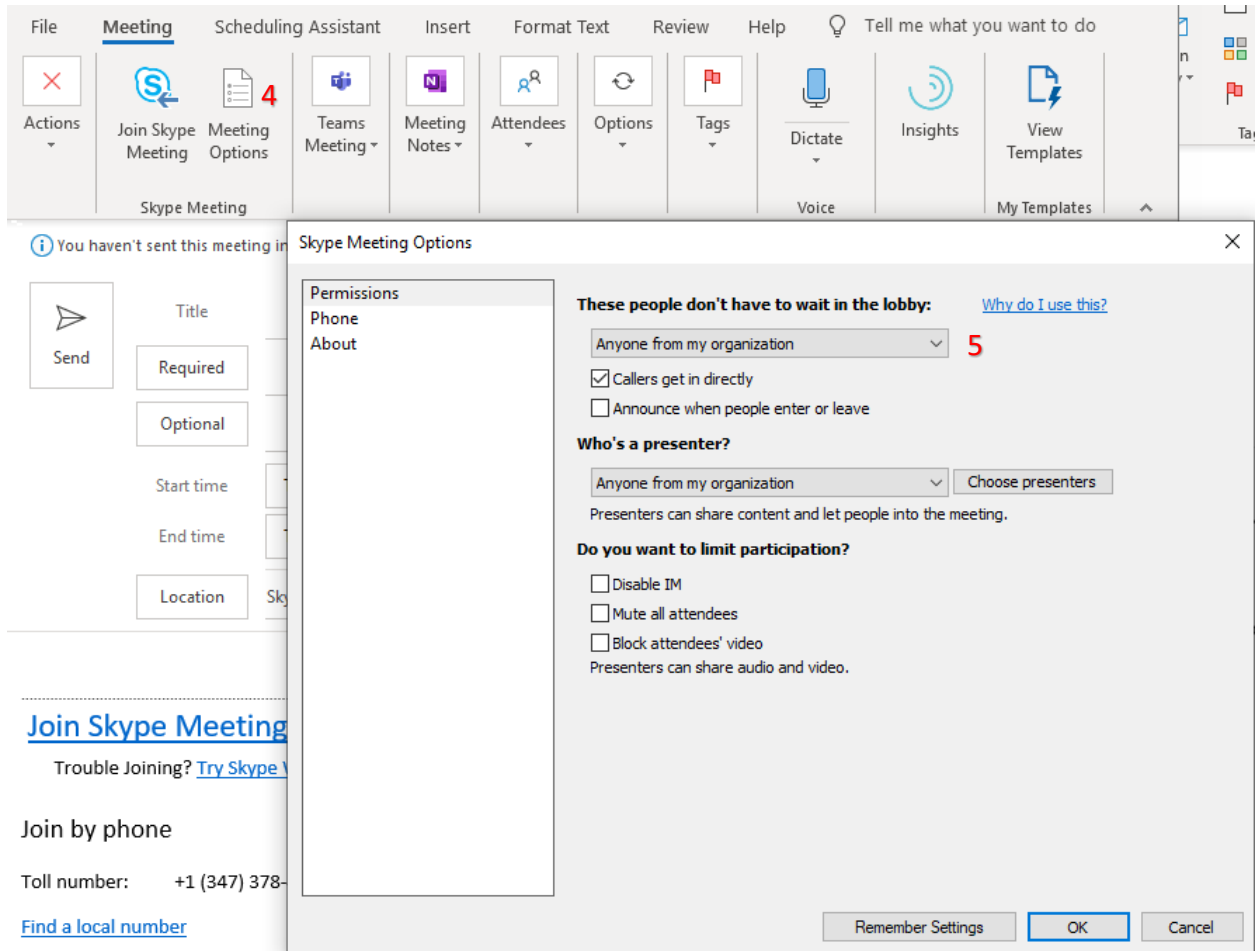 File Meeting Scheduling Assistant Insert Format Text Review Help Tell me what you want to do
4
Actions
Join Skype Meeting
Meeting Options
Teams Meeting
Meeting Notes
Attendees
Options
Tags
Dictate
Insights
View Templates
Skype Meeting Voice My Templates
You haven't sent this meeting
Send
Title
Required
Optional
Start time
End time
Location
Join Skype Meeting
Trouble Joining? Try Skype
Join by phone
Toll number: +1 (347) 378-
Find a local number
Skype Meeting Options
Permissions
Phone
About
These people don't have to wait in the lobby: Why do I use this?
Anyone from my organization 5
Callers get in directly
Announce when people enter or leave
Who's a presenter?
Anyone from my organization Choose presenters
Presenters can share content and let people into the meeting.
Do you want to limit participation?
Disable IM
Mute all attendees
Block attendees' video
Presenters can share audio and video.
Remember Settings OK Cancel